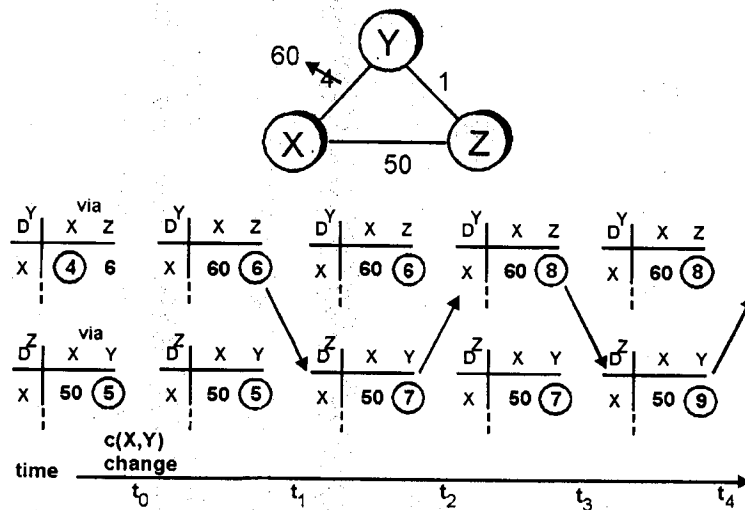 Y
60
4
1
X
Z
50
D Y via X Z
D Y X Z
D Y X Z
D Y X Z
D Y X Z
X 4 6
X 60 6
X 60 6
X 60 8
X 60 8
D Z via X Y
D Z X Y
D Z X Y
D Z X Y
D Z X Y
X 50 5
X 50 5
X 50 7
X 50 7
X 50 9
c(X,Y)
change
time
t0 t1 t2 t3 t4